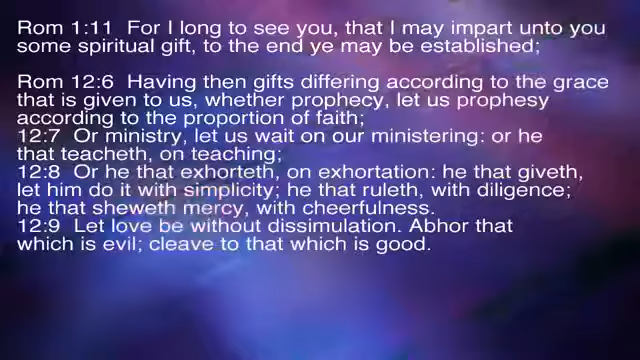 Rom 1:11  For I long to see you, that I may impart unto you
some spiritual gift, to the end ye may be established;
Rom 12:6  Having then gifts differing according to the grace
that is given to us, whether prophecy, let us prophesy
according to the proportion of faith;
12:7  Or ministry, let us wait on our ministering: or he
that teacheth, on teaching;
12:8  Or he that exhorteth, on exhortation: he that giveth,
let him do it with simplicity; he that ruleth, with diligence;
he that sheweth mercy, with cheerfulness.
12:9  Let love be without dissimulation. Abhor that
which is evil; cleave to that which is good.